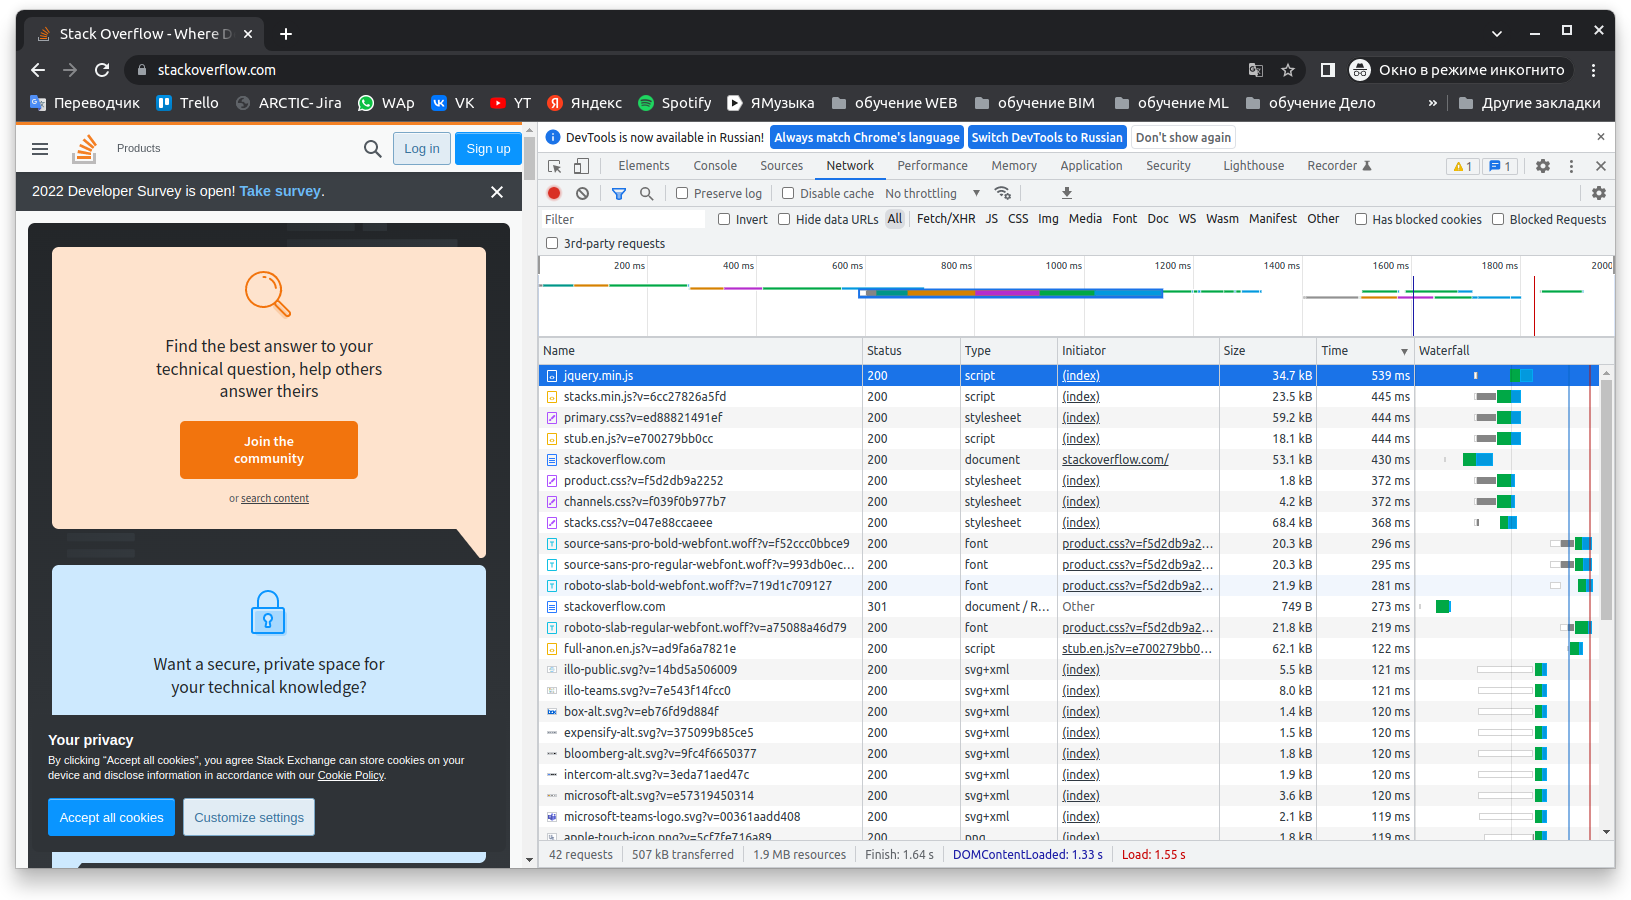 Stack Overflow - Where D
stackoverflow.com
Окно в режиме инкогнито
Переводчик Trello ARCTIC- Jira WAp VK YT Яндекс Spotify ЯМузыка обучение WEB обучение BIM обучение ML обучение Дело » Другие закладки
Products
Log in
Sign up
2022 Developer Survey is open! Take survey.
Find the best answer to your
technical question, help others
answer theirs
Join the
community
or search content
Want a secure, private space for
your technical knowledge?
Your privacy
By clicking “Accept all cookies”, you agree Stack Exchange can store cookies on your
device and disclose information in accordance with our Cookie Policy.
Accept all cookies
Customize settings
DevTools is now available in Russian! Always match Chrome's language Switch DevTools to Russian Don't show again
Elements Console Sources Network Performance Memory Application Security Lighthouse Recorder 1 1
Preserve log Disable cache No throttling
Filter Invert Hide data URLs All Fetch/XHR JS CSS Img Media Font Doc WS Wasm Manifest Other Has blocked cookies Blocked Requests
3rd-party requests
200 ms 400 ms 600 ms 800 ms 1000 ms 1200 ms 1400 ms 1600 ms 1800 ms 2000
Name Status Type Initiator Size Time Waterfall
jquery.min.js 200 script (index) 34.7 kB 539 ms
stacks.min.js?v=6cc27826a5fd 200 script (index) 23.5 kB 445 ms
primary.css?v=ed88821491ef 200 stylesheet (index) 59.2 kB 444 ms
stub.en.js?v=e700279bb0cc 200 script (index) 18.1 kB 444 ms
stackoverflow.com 200 document stackoverflow.com/ 53.1 kB 430 ms
product.css?v=f5d2db9a2252 200 stylesheet (index) 1.8 kB 372 ms
channels.css?v=f039f0b977b7 200 stylesheet (index) 4.2 kB 372 ms
stacks.css?v=047e88ccaeee 200 stylesheet (index) 68.4 kB 368 ms
source-sans-pro-bold-webfont.woff?v=f52ccc0bbce9 200 font product.css?v=f5d2db9a2... 20.3 kB 296 ms
source-sans-pro-regular-webfont.woff?v=993db0ec... 200 font product.css?v=f5d2db9a2... 20.3 kB 295 ms
roboto-slab-bold-webfont.woff?v=719d1c709127 200 font product.css?v=f5d2db9a2... 21.9 kB 281 ms
stackoverflow.com 301 document / R... Other 749 B 273 ms
roboto-slab-regular-webfont.woff?v=a75088a46d79 200 font product.css?v=f5d2db9a2... 21.8 kB 219 ms
full-anon.en.js?v=ad9fa6a7821e 200 script stub.en.js?v=e700279bb0... 62.1 kB 122 ms
illo-public.svg?v=14bd5a506009 200 svg+xml (index) 5.5 kB 121 ms
illo-teams.svg?v=7e543f14fcc0 200 svg+xml (index) 8.0 kB 121 ms
box-alt.svg?v=eb76fd9d884f 200 svg+xml (index) 1.4 kB 120 ms
expensify-alt.svg?v=375099b85ce5 200 svg+xml (index) 1.5 kB 120 ms
bloomberg-alt.svg?v=9fc4f6650377 200 svg+xml (index) 1.8 kB 120 ms
intercom-alt.svg?v=3eda71aed47c 200 svg+xml (index) 1.9 kB 120 ms
microsoft-alt.svg?v=e57319450314 200 svg+xml (index) 3.6 kB 120 ms
microsoft-teams-logo.svg?v=00361aadd408 200 svg+xml (index) 2.1 kB 119 ms
apple-touch-icon.png?v=5cf7fe716a89 200 png (index) 1.8 kB 119 ms
42 requests 507 kB transferred 1.9 MB resources Finish: 1.64 s DOMContentLoaded: 1.33 s Load: 1.55 s